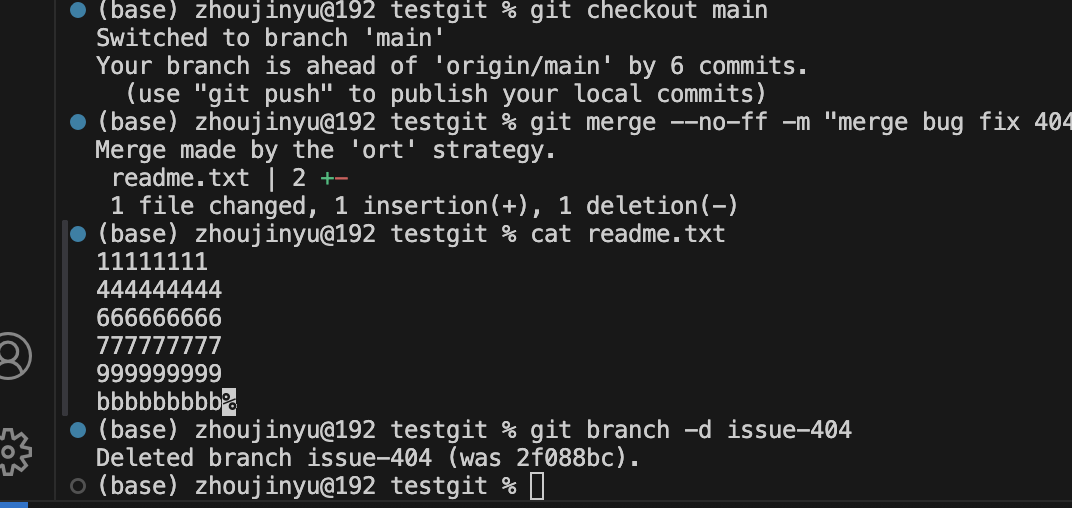 (base) zhoujinyu@192 testgit % git checkout main
Switched to branch 'main'
Your branch is ahead of 'origin/main' by 6 commits.
(use "git push" to publish your local commits)
(base) zhoujinyu@192 testgit % git merge --no-ff -m "merge bug fix 404
Merge made by the 'ort' strategy.
readme.txt | 2 +-
1 file changed, 1 insertion(+), 1 deletion(-)
(base) zhoujinyu@192 testgit % cat readme.txt
11111111
444444444
666666666
777777777
999999999
bbbbbbbbb%
(base) zhoujinyu@192 testgit % git branch -d issue-404
Deleted branch issue-404 (was 2f088bc).
(base) zhoujinyu@192 testgit %